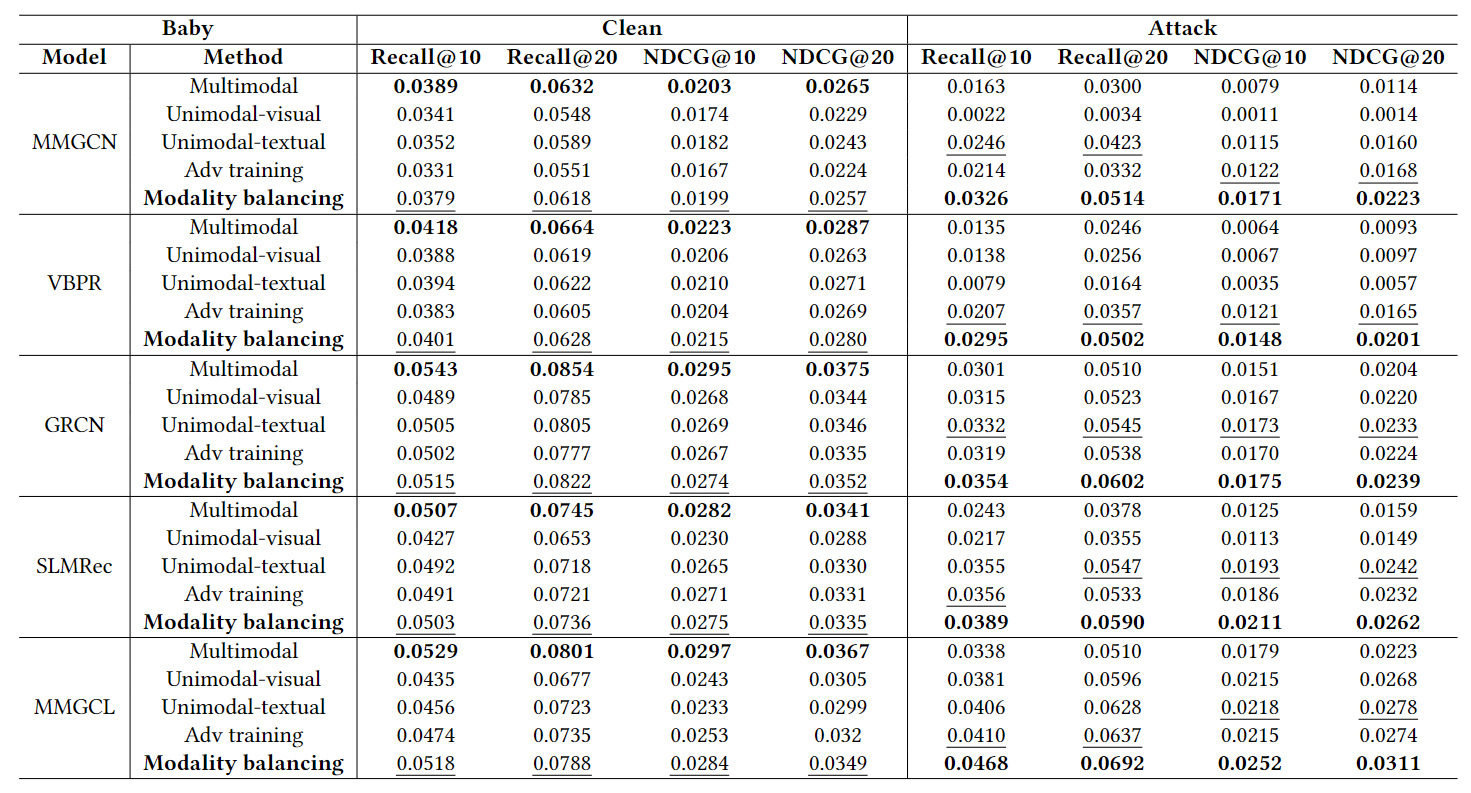 Baby Clean Attack
Model Method Recall@10 Recall@20 NDCG@10 NDCG@20 Recall@10 Recall@20 NDCG@10 NDCG@20
Multimodal 0.0389 0.0632 0.0203 0.0265 0.0163 0.0300 0.0079 0.0114
Unimodal-visual 0.0341 0.0548 0.0174 0.0229 0.0022 0.0034 0.0011 0.0014
MMGCN Unimodal-textual 0.0352 0.0589 0.0182 0.0243 0.0246 0.0423 0.0115 0.0160
Adv training 0.0331 0.0551 0.0167 0.0224 0.0214 0.0332 0.0122 0.0168
Modality balancing 0.0379 0.0618 0.0199 0.0257 0.0326 0.0514 0.0171 0.0223
Multimodal 0.0418 0.0664 0.0223 0.0287 0.0135 0.0246 0.0064 0.0093
Unimodal-visual 0.0388 0.0619 0.0206 0.0263 0.0138 0.0256 0.0067 0.0097
VBPR Unimodal-textual 0.0394 0.0622 0.0210 0.0271 0.0079 0.0164 0.0035 0.0057
Adv training 0.0383 0.0605 0.0204 0.0269 0.0207 0.0357 0.0121 0.0165
Modality balancing 0.0401 0.0628 0.0215 0.0280 0.0295 0.0502 0.0148 0.0201
Multimodal 0.0543 0.0854 0.0295 0.0375 0.0301 0.0510 0.0151 0.0204
Unimodal-visual 0.0489 0.0785 0.0268 0.0344 0.0315 0.0523 0.0167 0.0220
GRCN Unimodal-textual 0.0505 0.0805 0.0269 0.0346 0.0332 0.0545 0.0173 0.0233
Adv training 0.0502 0.0777 0.0267 0.0335 0.0319 0.0538 0.0170 0.0224
Modality balancing 0.0515 0.0822 0.0274 0.0352 0.0354 0.0602 0.0175 0.0239
Multimodal 0.0507 0.0745 0.0282 0.0341 0.0243 0.0378 0.0125 0.0159
Unimodal-visual 0.0427 0.0653 0.0230 0.0288 0.0217 0.0355 0.0113 0.0149
SLMRec Unimodal-textual 0.0492 0.0718 0.0265 0.0330 0.0355 0.0547 0.0193 0.0242
Adv training 0.0491 0.0721 0.0271 0.0331 0.0356 0.0533 0.0186 0.0232
Modality balancing 0.0503 0.0736 0.0275 0.0335 0.0389 0.0590 0.0211 0.0262
Multimodal 0.0529 0.0801 0.0297 0.0367 0.0338 0.0510 0.0179 0.0223
Unimodal-visual 0.0435 0.0677 0.0243 0.0305 0.0381 0.0596 0.0215 0.0268
MMGCL Unimodal-textual 0.0456 0.0723 0.0233 0.0299 0.0406 0.0628 0.0218 0.0278
Adv training 0.0474 0.0735 0.0253 0.032 0.0410 0.0637 0.0215 0.0274
Modality balancing 0.0518 0.0788 0.0284 0.0349 0.0468 0.0692 0.0252 0.0311